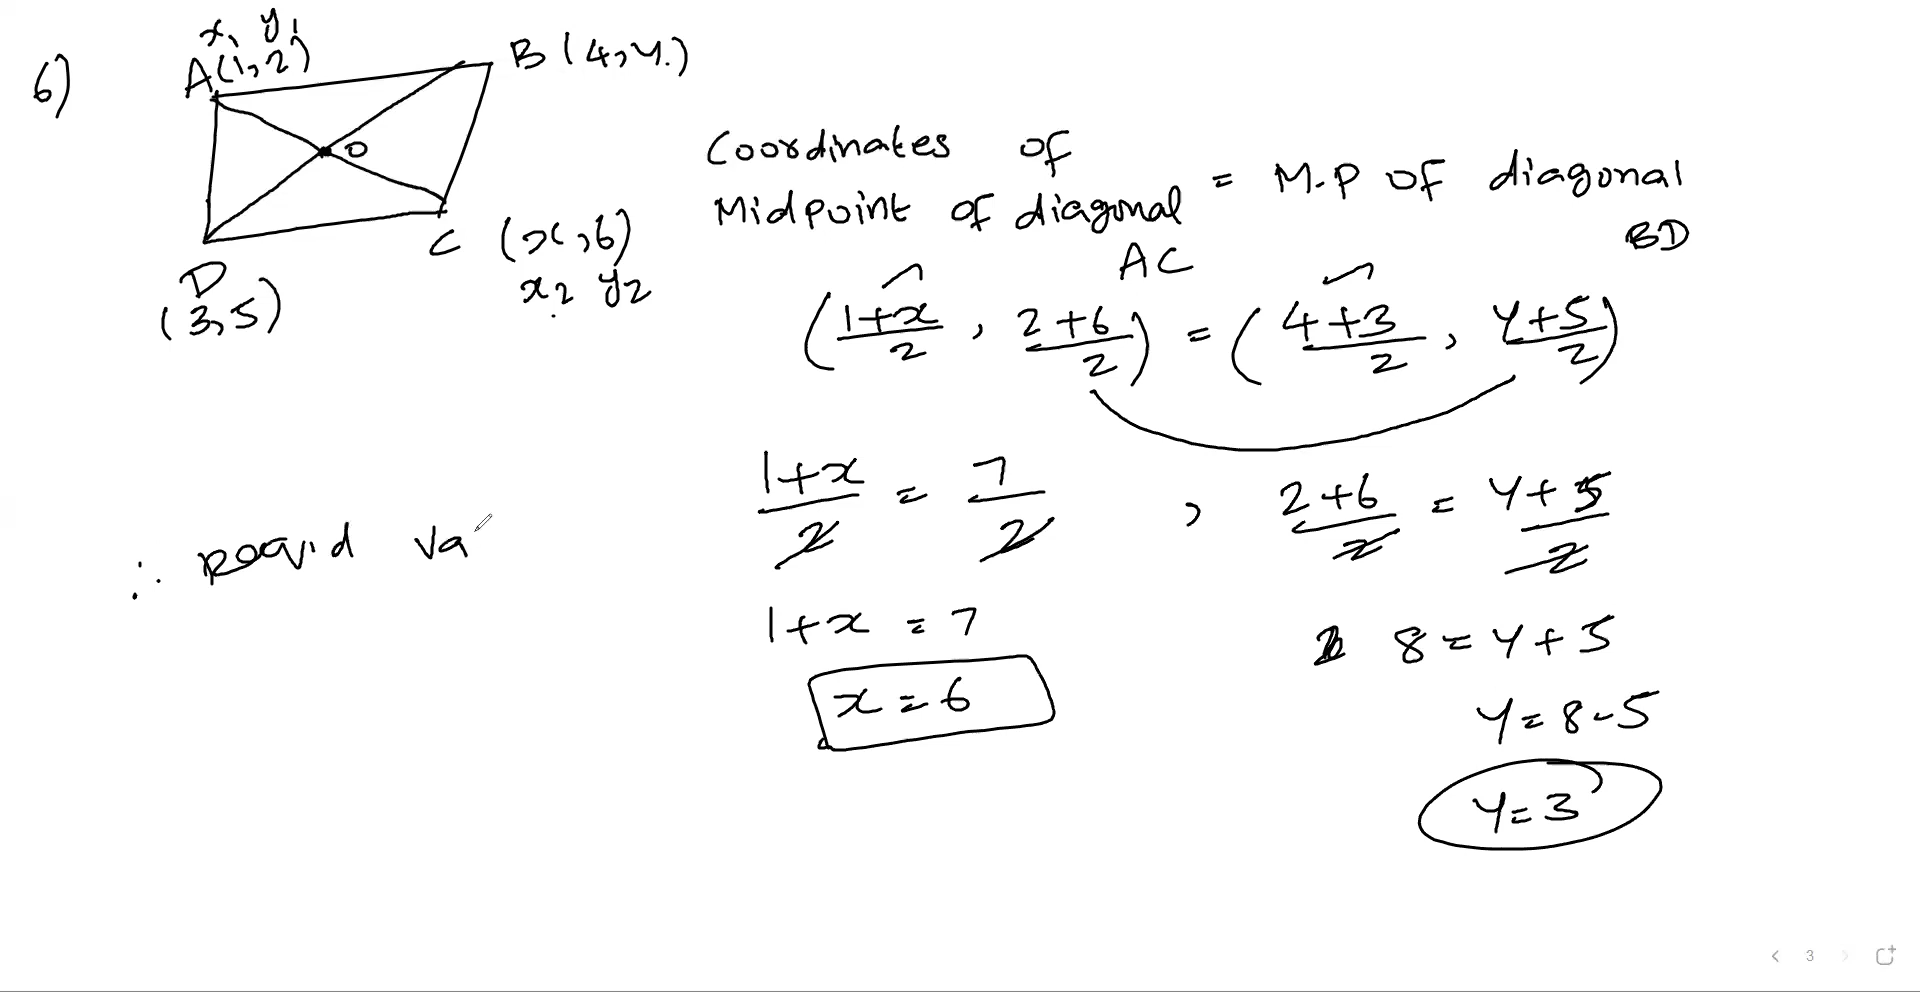 6)
x₁ y₁
A(1,2)
B (4,y)
O
C (x,6)
x₂ y₂
D
(3,5)
Coordinates of
Midpoint of diagonal = M.P of diagonal
AC
BD
((1+x)/2, (2+6)/2) = ((4+3)/2, (y+5)/2)
(1+x)/2 = 7/2 , (2+6)/2 = (y+5)/2
1+x = 7
8 = y+5
x = 6
y = 8-5
y = 3
∴ va
3